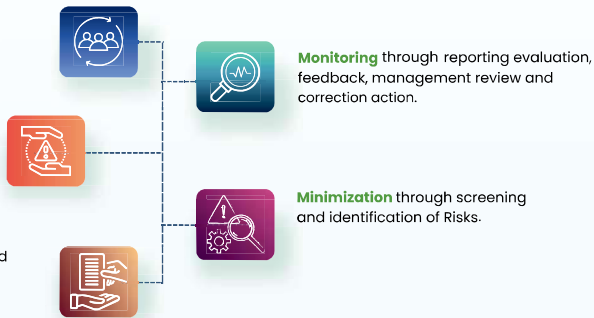 Monitoring through reporting evaluation,
feedback, management review and
correction action.
Minimization through screening
and identification of Risks.
d